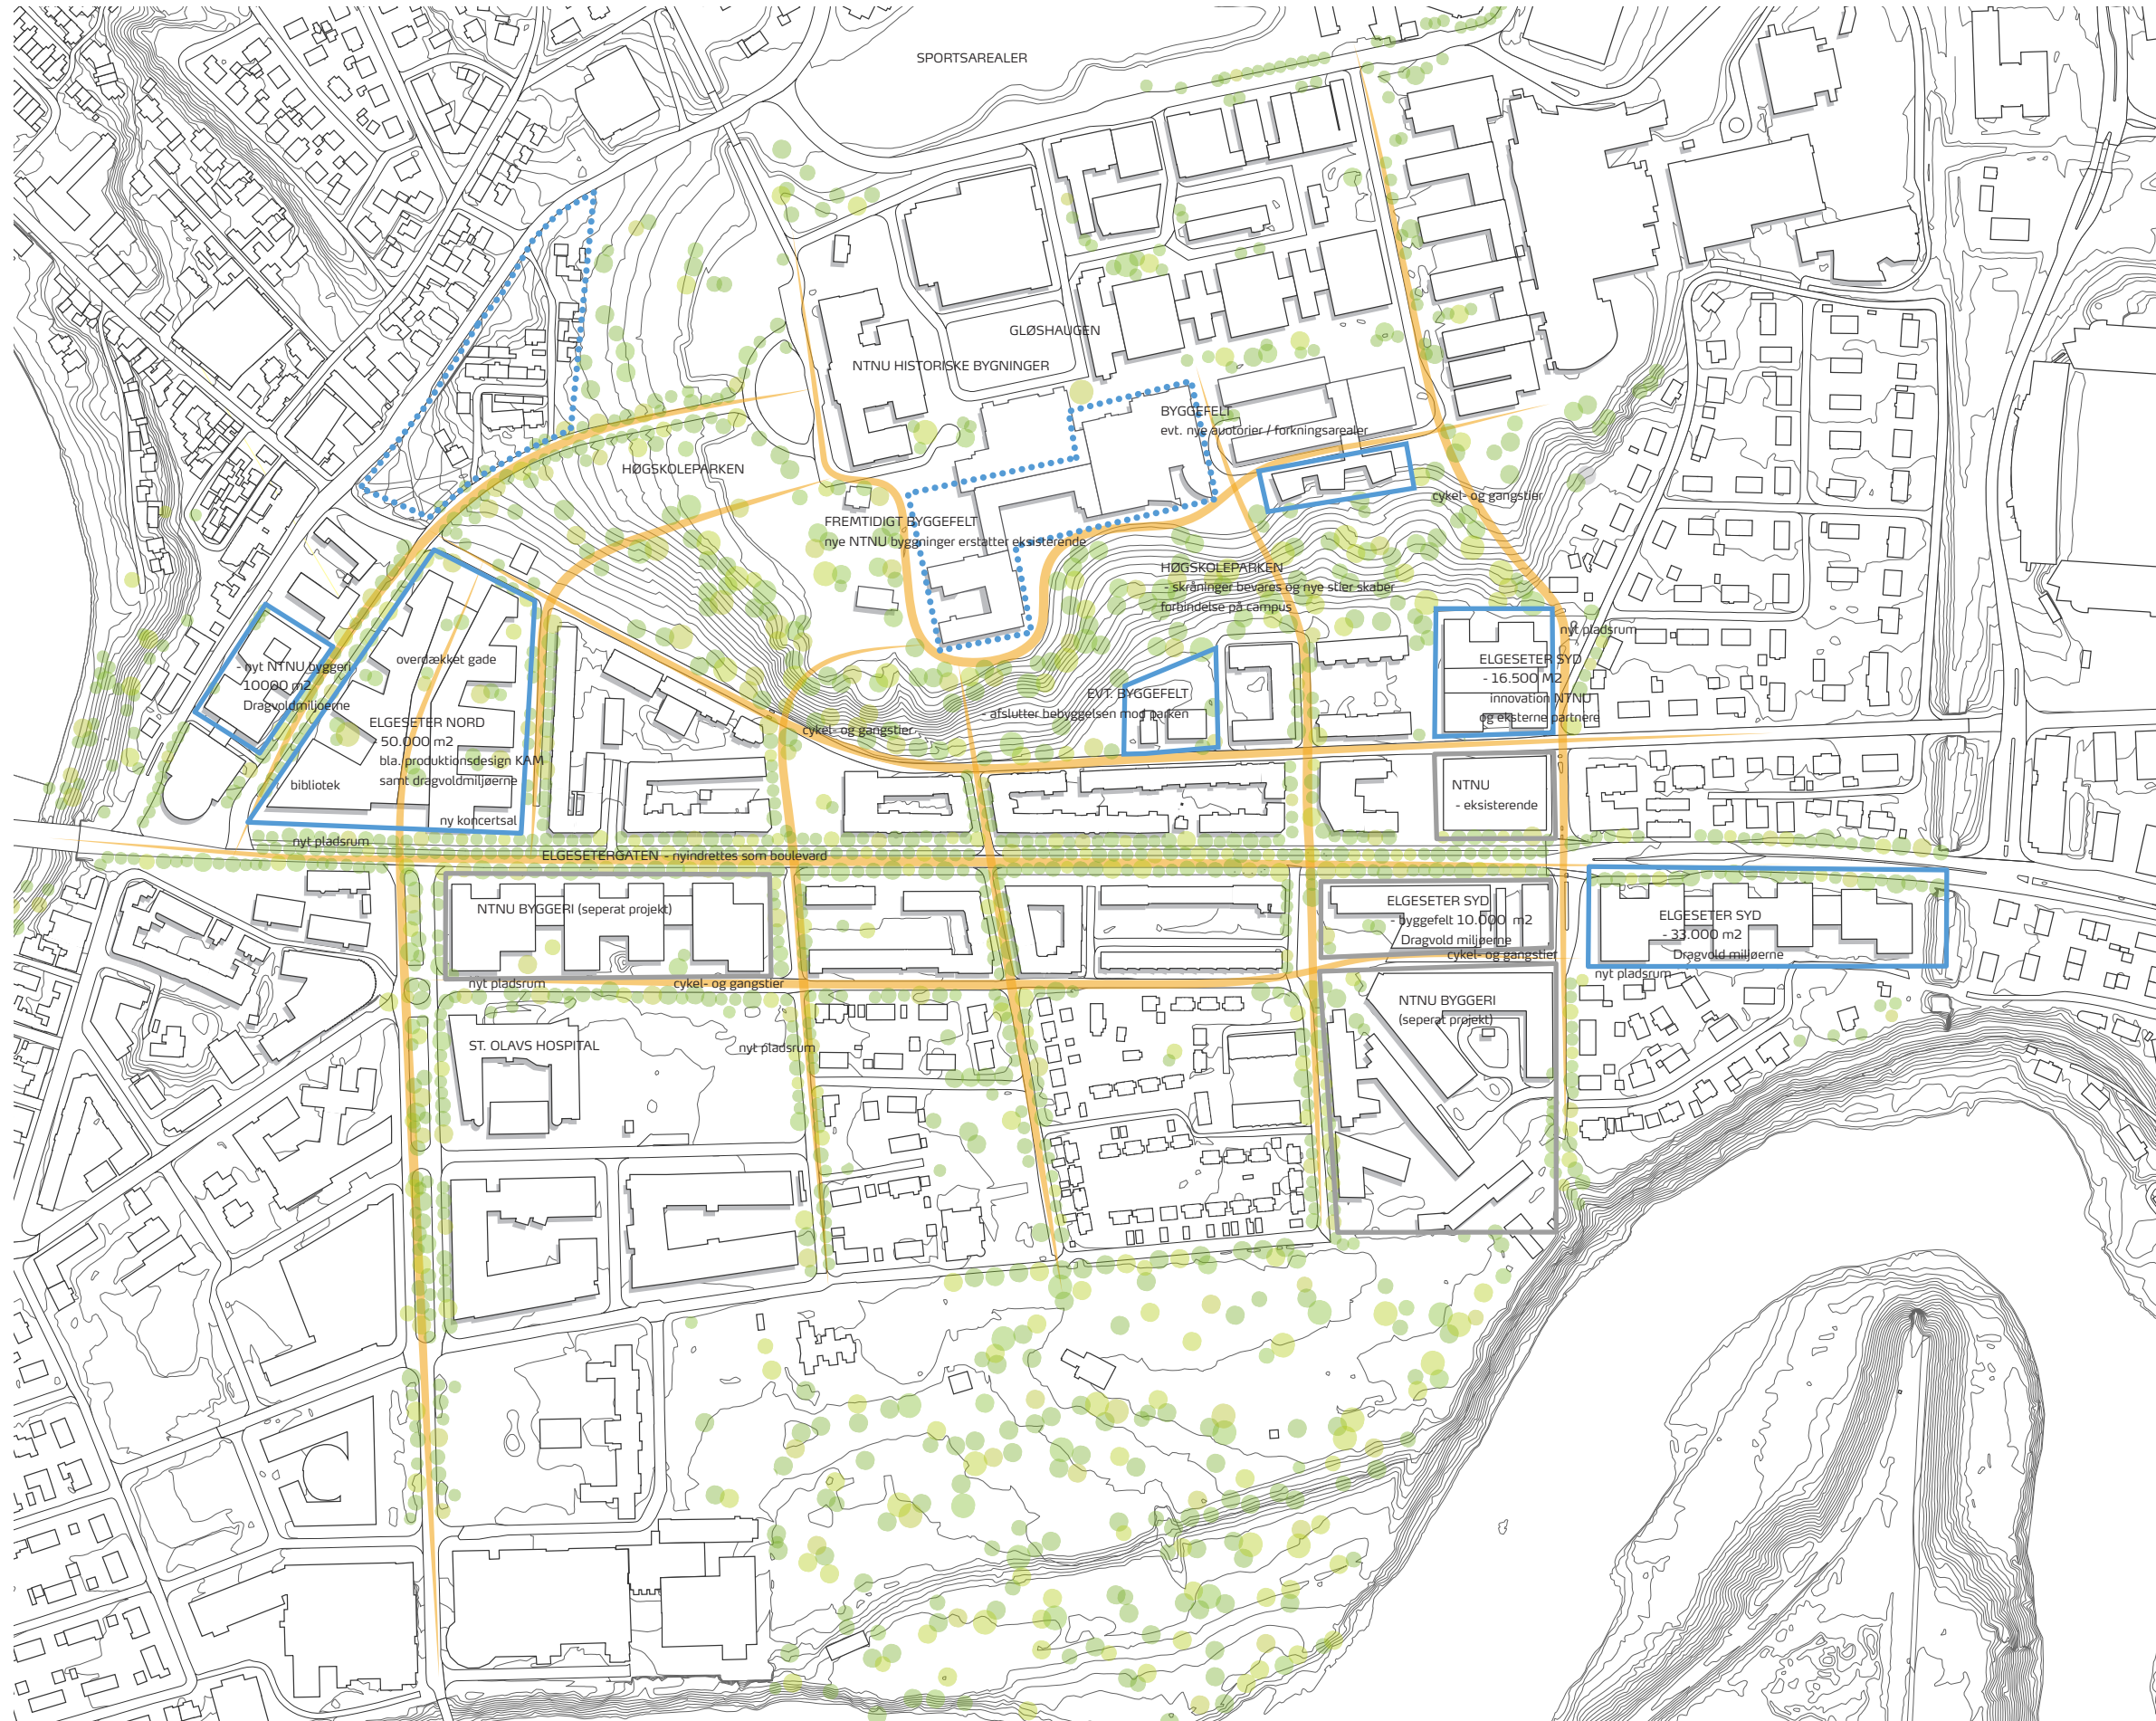 SPORTSAREALER
GLØSHAUGEN
NTNU HISTORISKE BYGNINGER
BYGGEFELT
evt. nye auotorier / forkningsarealer
HØGSKOLEPARKEN
cykel- og gangstier
FREMTIDIGT BYGGEFELT
nye NTNU bygninger erstatter eksisterende
HØGSKOLEPARKEN
- skråninger bevares og nye stier skaber
forbindelse på campus
nyt pladsrum
overdækket gade
- nyt NTNU byggeri
10000 m2
Dragvoldmiljøerne
ELGESETER SYD
- 16.500 M2
innovation NTNU
og eksterne partnere
EVT. BYGGEFELT
- afslutter bebyggelsen mod parken
ELGESETER NORD
- 50.000 m2
bla. produktionsdesign KAM
samt dragvoldmiljøerne
cykel- og gangstier
bibliotek
ny koncertsal
NTNU
- eksisterende
nyt pladsrum
ELGESETERGATEN - nyindrettes som boulevard
NTNU BYGGERI (seperat projekt)
ELGESETER SYD
- byggefelt 10.000 m2
Dragvold miljøerne
cykel- og gangstier
ELGESETER SYD
- 33.000 m2
Dragvold miljøerne
nyt pladsrum
nyt pladsrum
cykel- og gangstier
NTNU BYGGERI
(seperat projekt)
ST. OLAVS HOSPITAL
nyt pladsrum